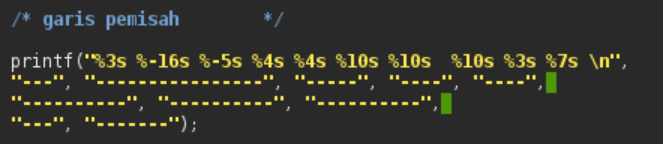 /* garis pemisah        */
printf("%3s %-16s %-5s %4s %4s %10s %10s  %10s %3s %7s \n",
"---", "----------------", "-----", "----", "----",
"----------", "----------", "----------",
"---", "-------");